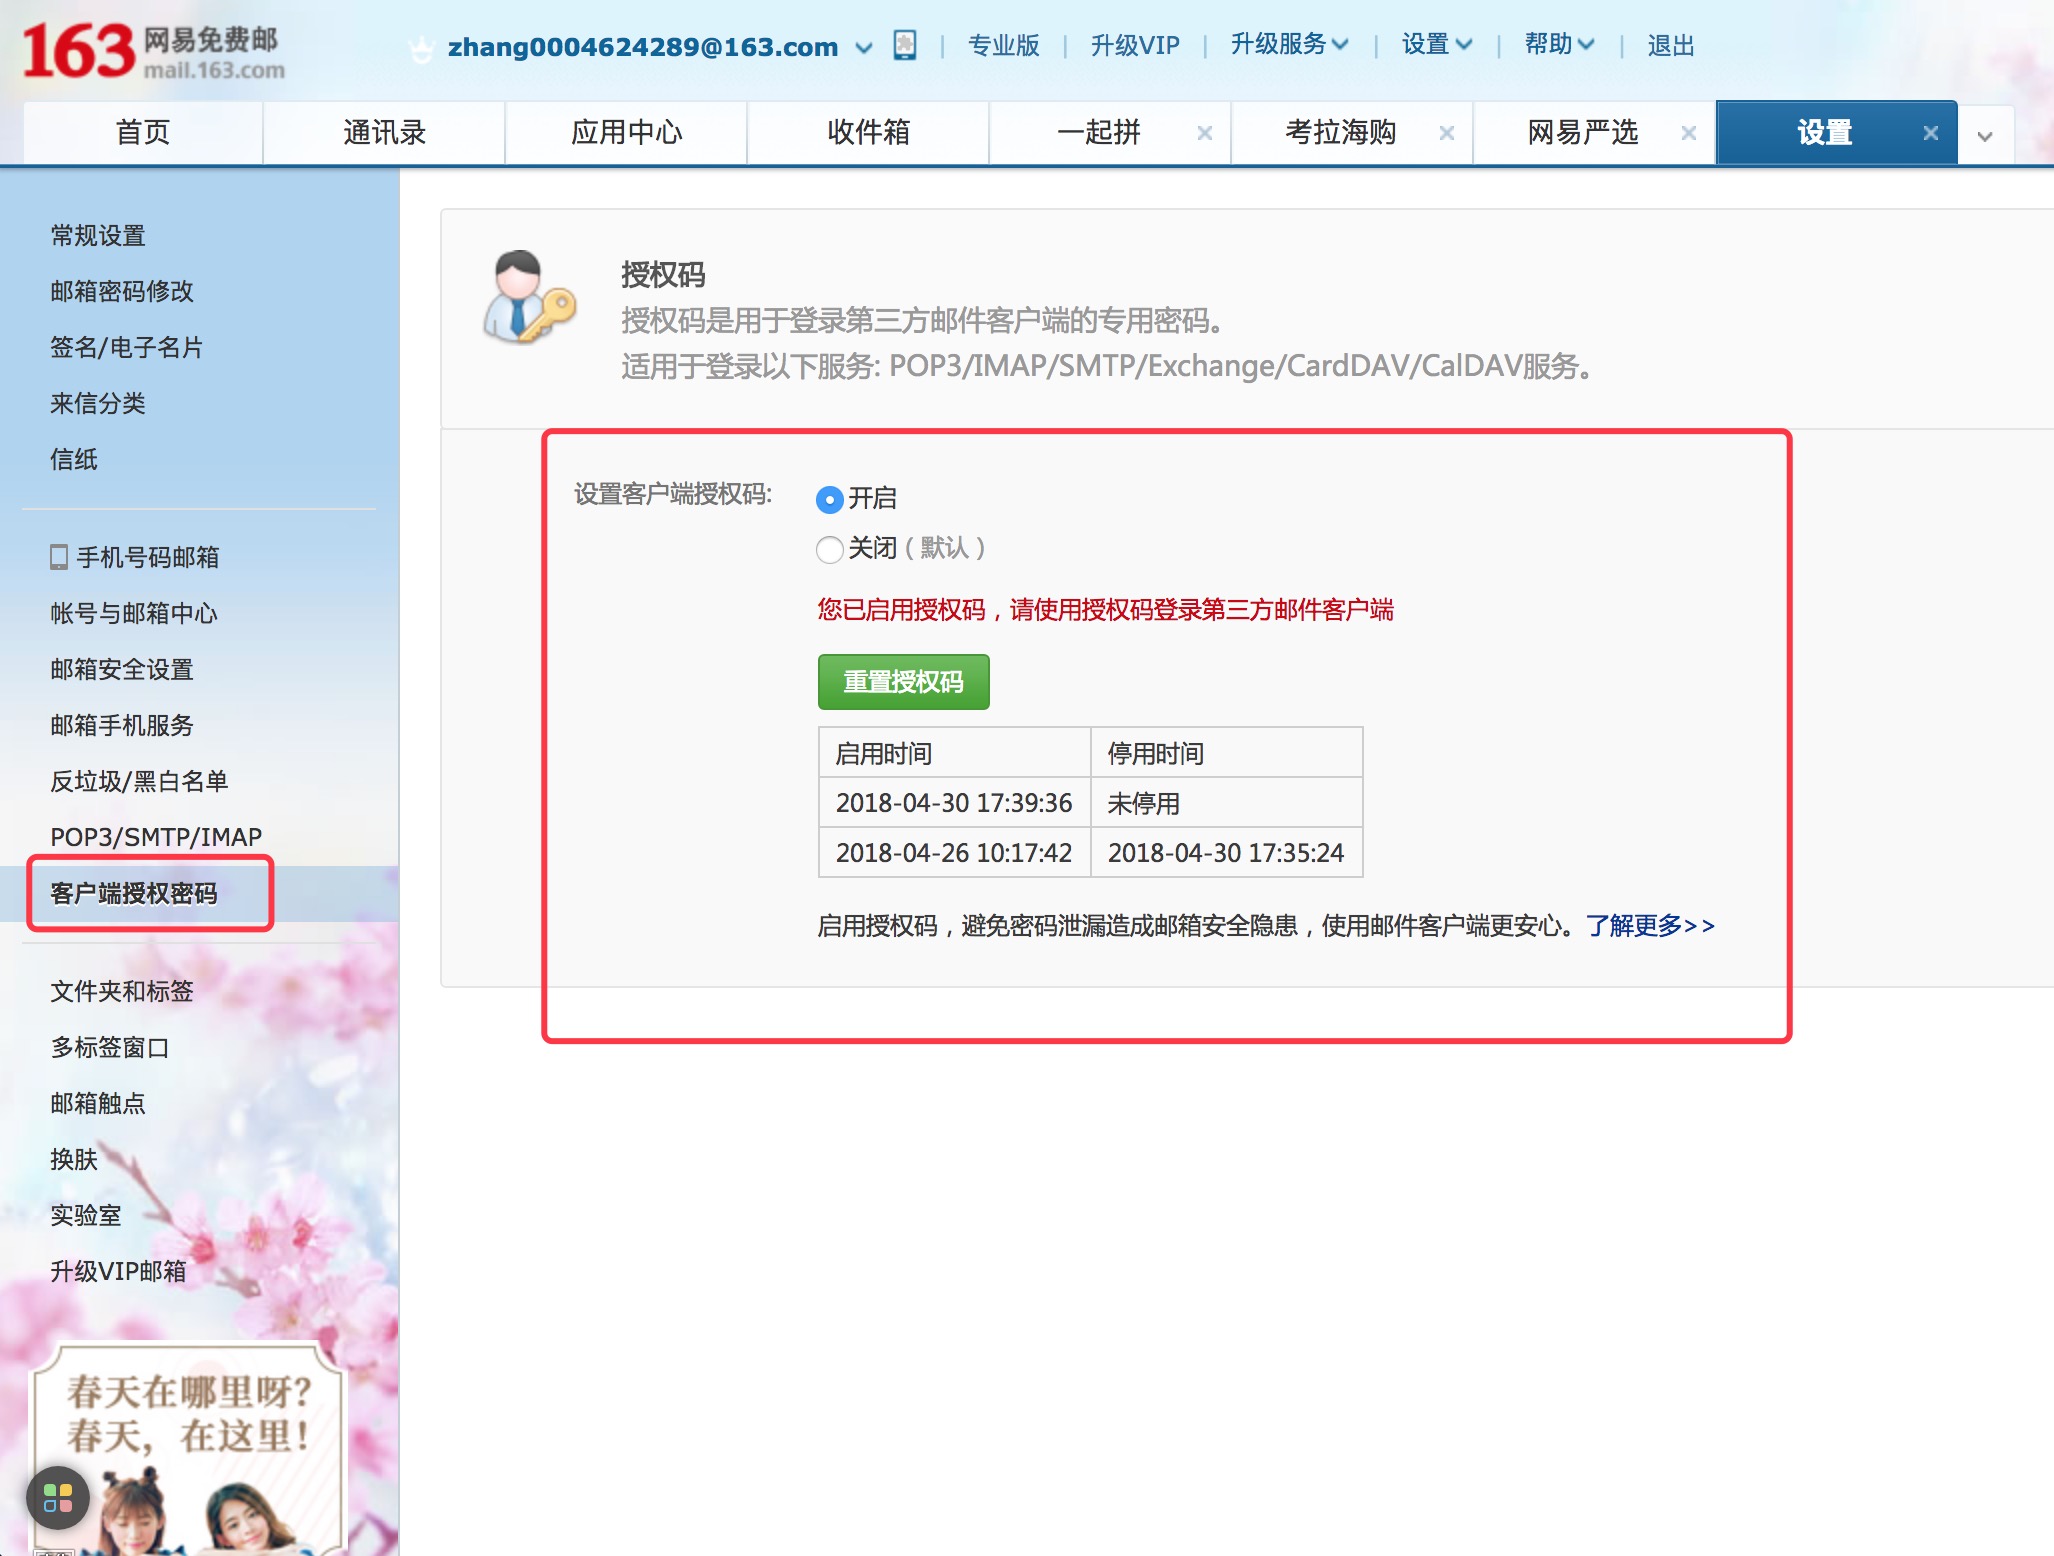 163 网易免费邮
mail.163.com
zhang0004624289@163.com | 专业版 | 升级VIP | 升级服务 | 设置 | 帮助 | 退出
首页 通讯录 应用中心 收件箱 一起拼 × 考拉海购 × 网易严选 × 设置 ×
常规设置
邮箱密码修改
签名/电子名片
来信分类
信纸
手机号码邮箱
帐号与邮箱中心
邮箱安全设置
邮箱手机服务
反垃圾/黑白名单
POP3/SMTP/IMAP
客户端授权密码
文件夹和标签
多标签窗口
邮箱触点
换肤
实验室
升级VIP邮箱
春天在哪里呀?
春天，在这里！
授权码
授权码是用于登录第三方邮件客户端的专用密码。
适用于登录以下服务: POP3/IMAP/SMTP/Exchange/CardDAV/CalDAV服务。
设置客户端授权码: 开启
关闭（默认）
您已启用授权码，请使用授权码登录第三方邮件客户端
重置授权码
启用时间 停用时间
2018-04-30 17:39:36 未停用
2018-04-26 10:17:42 2018-04-30 17:35:24
启用授权码，避免密码泄漏造成邮箱安全隐患，使用邮件客户端更安心。了解更多>>